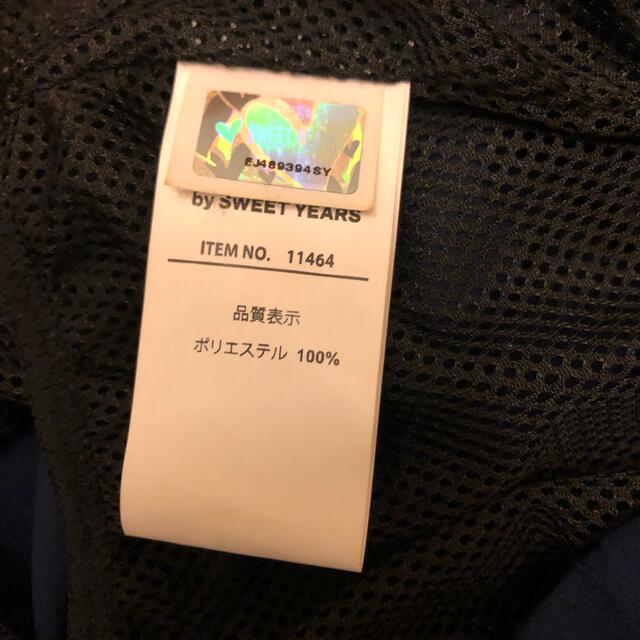 EJ489394SY
by SWEET YEARS
ITEM NO. 11464
品質表示
ポリエステル 100%